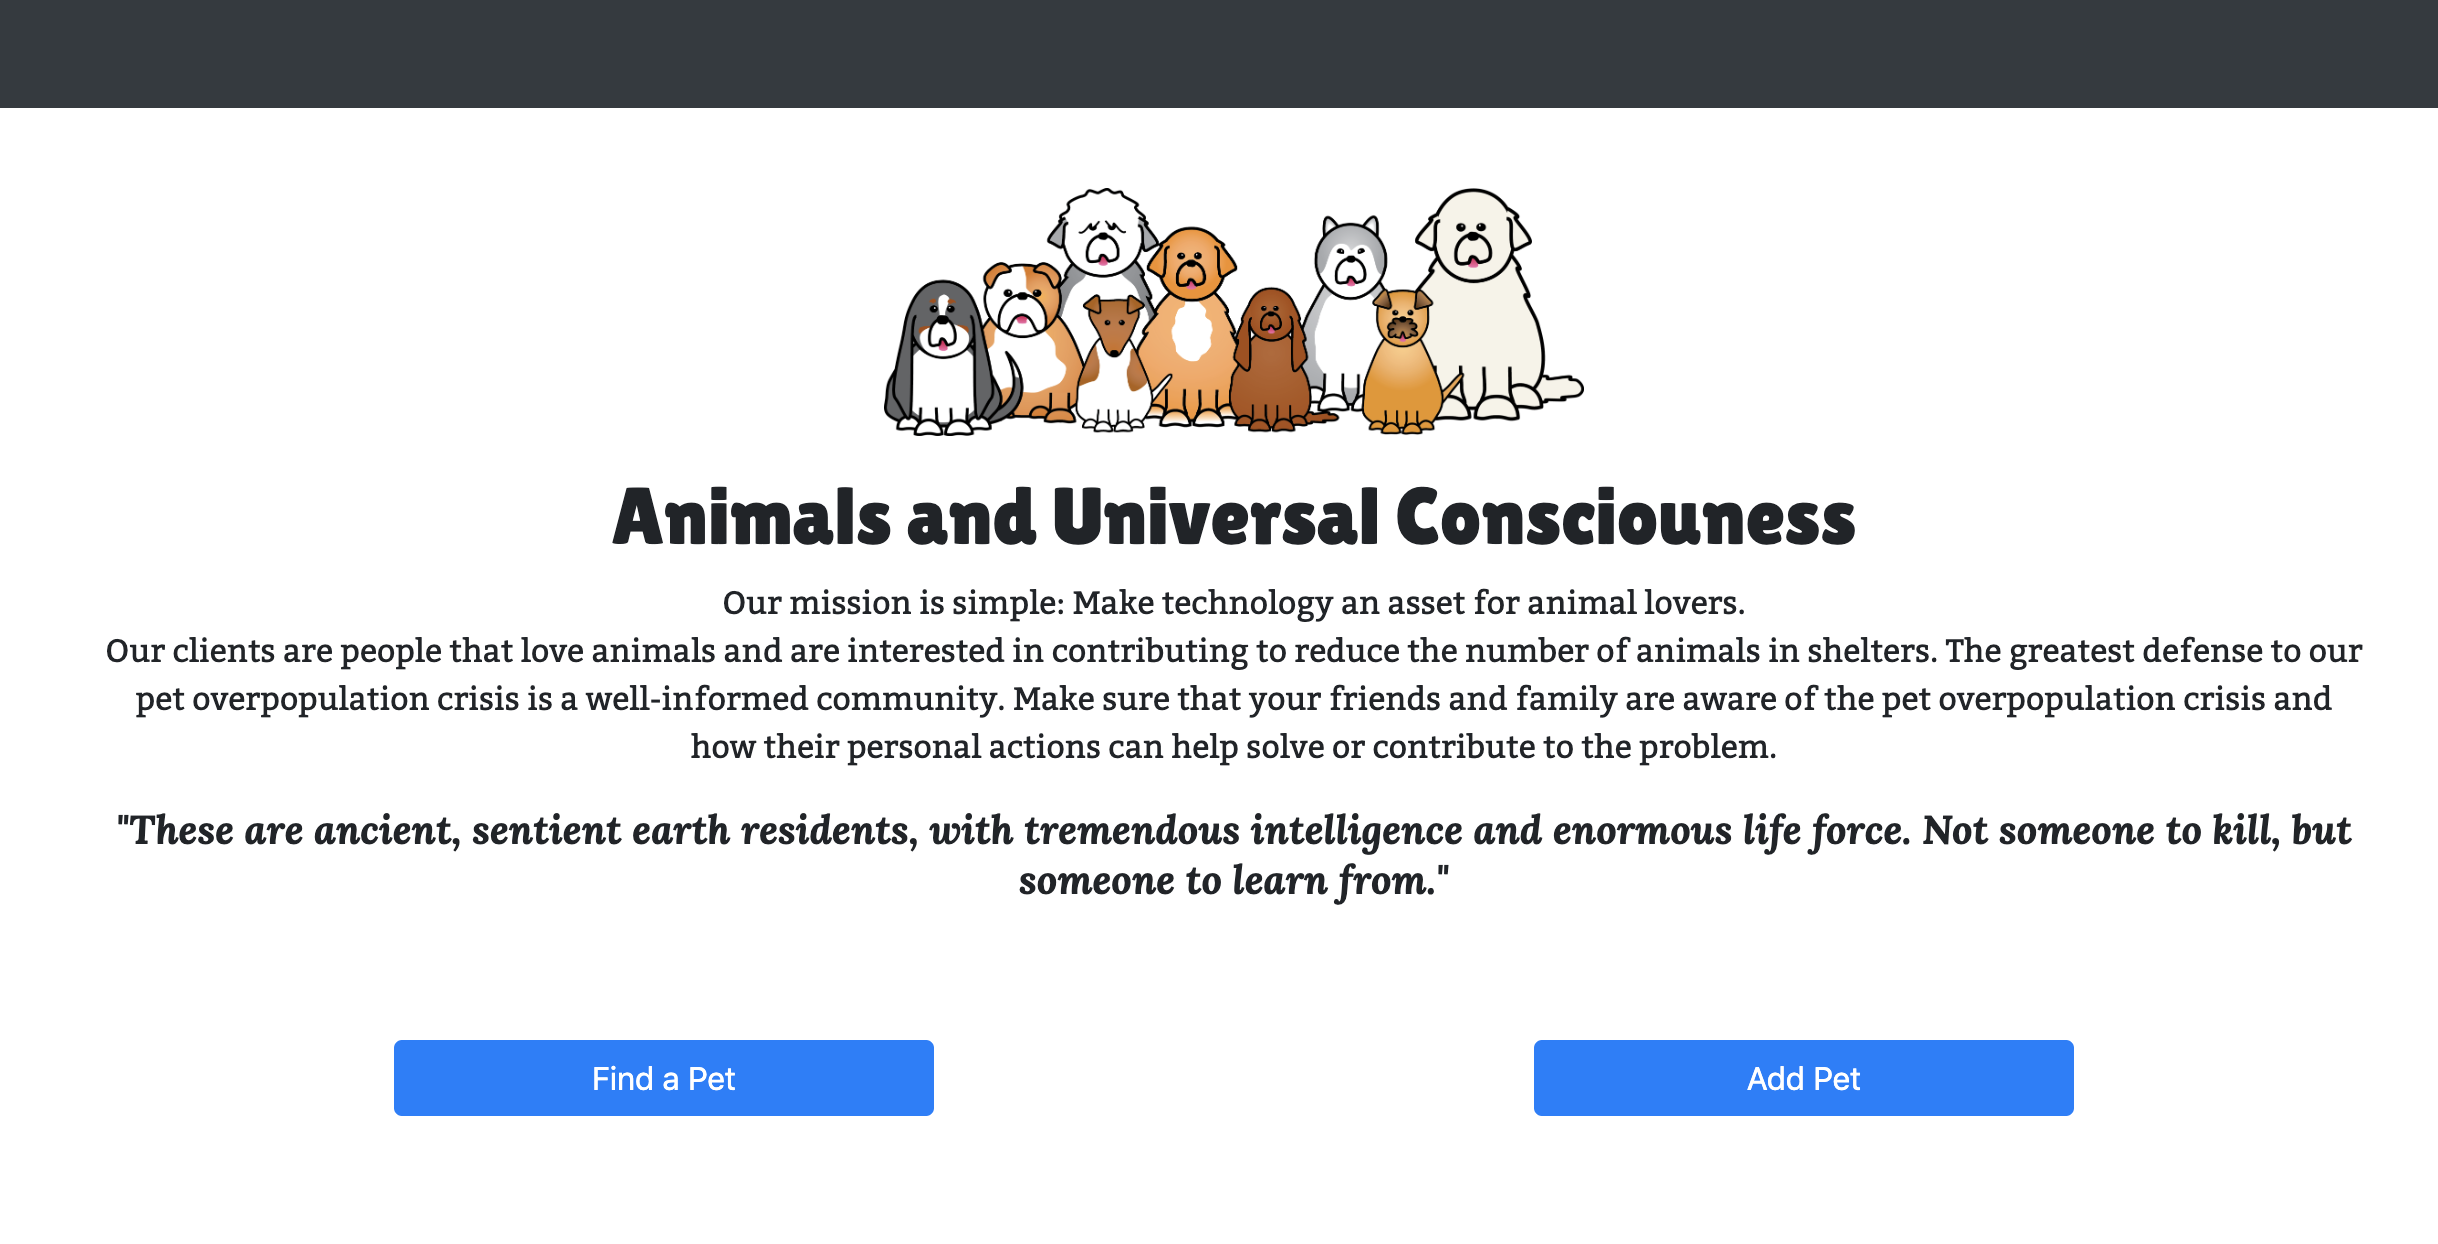 Animals and Universal Consciouness
Our mission is simple: Make technology an asset for animal lovers.
Our clients are people that love animals and are interested in contributing to reduce the number of animals in shelters. The greatest defense to our
pet overpopulation crisis is a well-informed community. Make sure that your friends and family are aware of the pet overpopulation crisis and
how their personal actions can help solve or contribute to the problem.
"These are ancient, sentient earth residents, with tremendous intelligence and enormous life force. Not someone to kill, but
someone to learn from."
Find a Pet
Add Pet